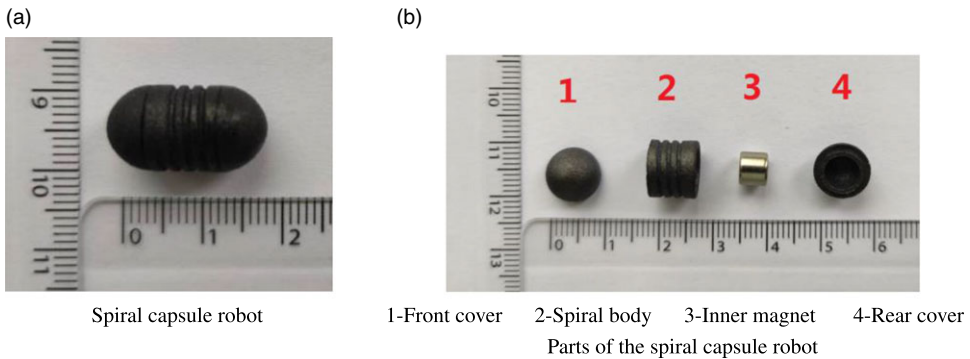 (a)
(b)
9
10
11
0 1 2
1 2 3 4
10
11
12
13
0 1 2 3 4 5 6
Spiral capsule robot
1-Front cover 2-Spiral body 3-Inner magnet 4-Rear cover
Parts of the spiral capsule robot